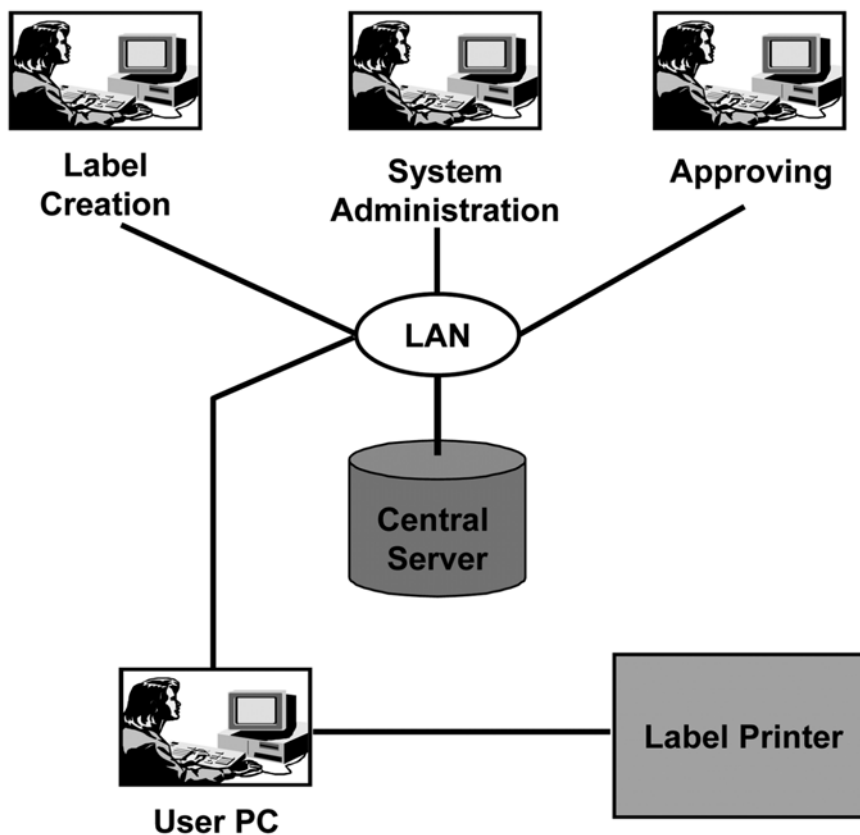 Label
Creation
System
Administration
Approving
LAN
Central
Server
Label Printer
User PC